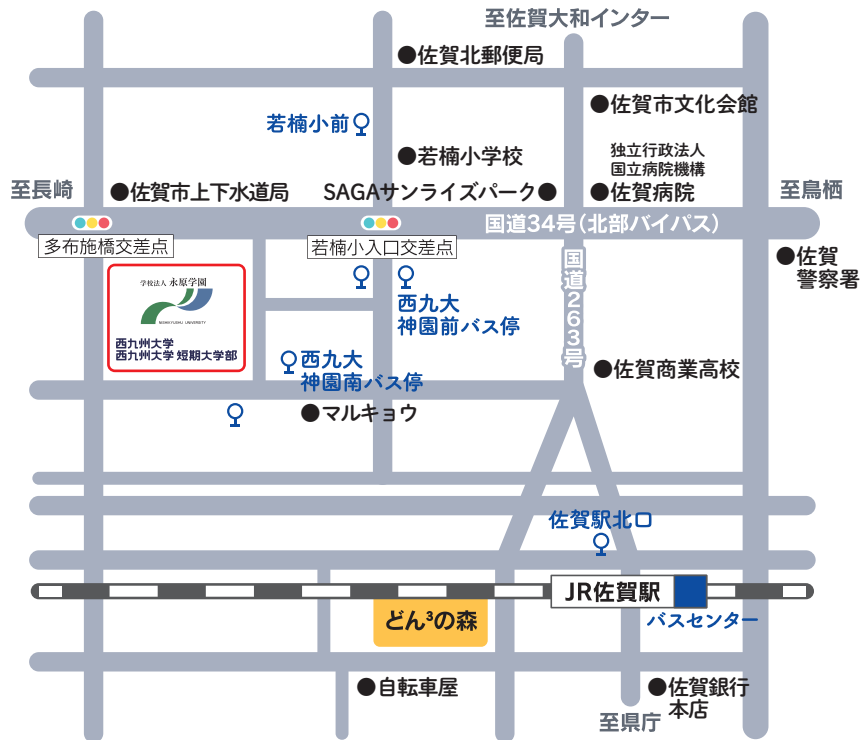 至佐賀大和インター
●佐賀北郵便局
●佐賀市文化会館
若楠小前
●若楠小学校
独立行政法人
国立病院機構
●佐賀病院
至長崎
●佐賀市上下水道局
SAGAサンライズパーク●
至鳥栖
国道34号(北部バイパス)
多布施橋交差点
若楠小入口交差点
●佐賀
警察署
国道263号
学校法人 永原学園
NISHIKYUSHU UNIVERSITY
西九州大学
西九州大学 短期大学部
西九大
神園前バス停
西九大
神園南バス停
●佐賀商業高校
●マルキョウ
佐賀駅北口
JR佐賀駅
バスセンター
どん³の森
●自転車屋
●佐賀銀行
本店
至県庁